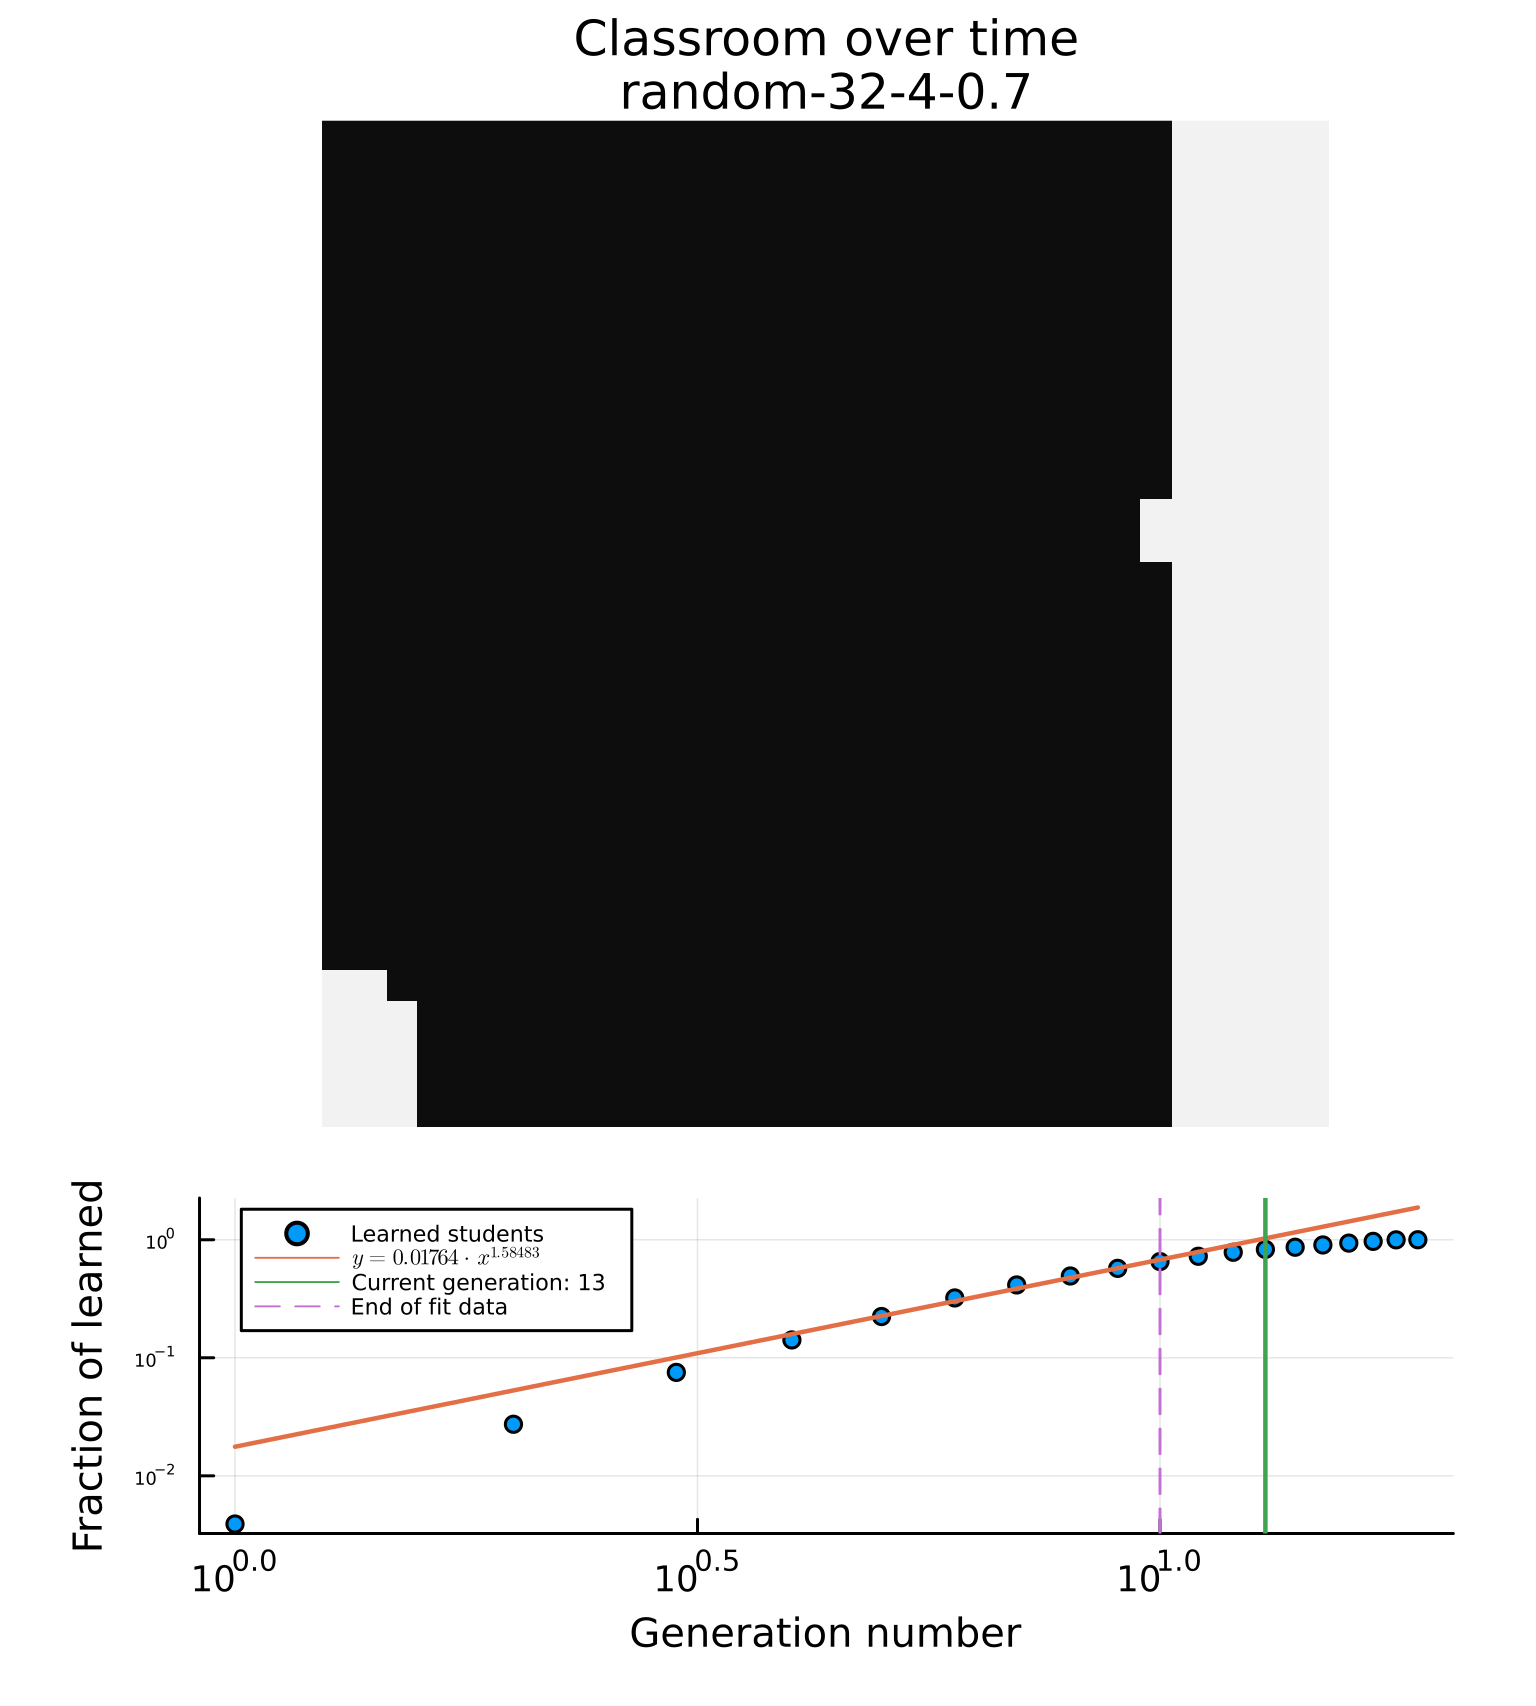 Classroom over time
random-32-4-0.7
Fraction of learned
10^0
10^-1
10^-2
Learned students
y = 0.01764 · x^1.58483
Current generation: 13
End of fit data
10^0.0 10^0.5 10^1.0
Generation number